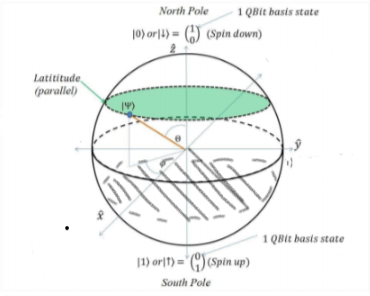 North Pole
1 QBit basis state
|0⟩ or|↓⟩ = (1 0) (Spin down)
ẑ
Latititude
(parallel)
|Ψ⟩
θ
ŷ
φ
x̂
1 QBit basis state
|1⟩ or|↑⟩ = (0 1) (Spin up)
South Pole